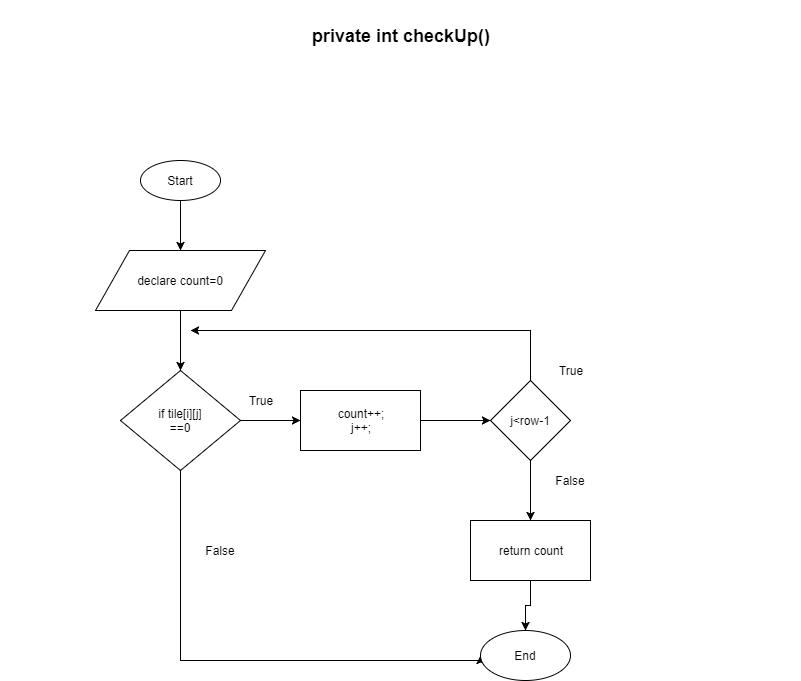 private int checkUp()
Start
declare count=0
True
if tile[i][j]
==0
True
count++;
j++;
j<row-1
False
False
return count
End